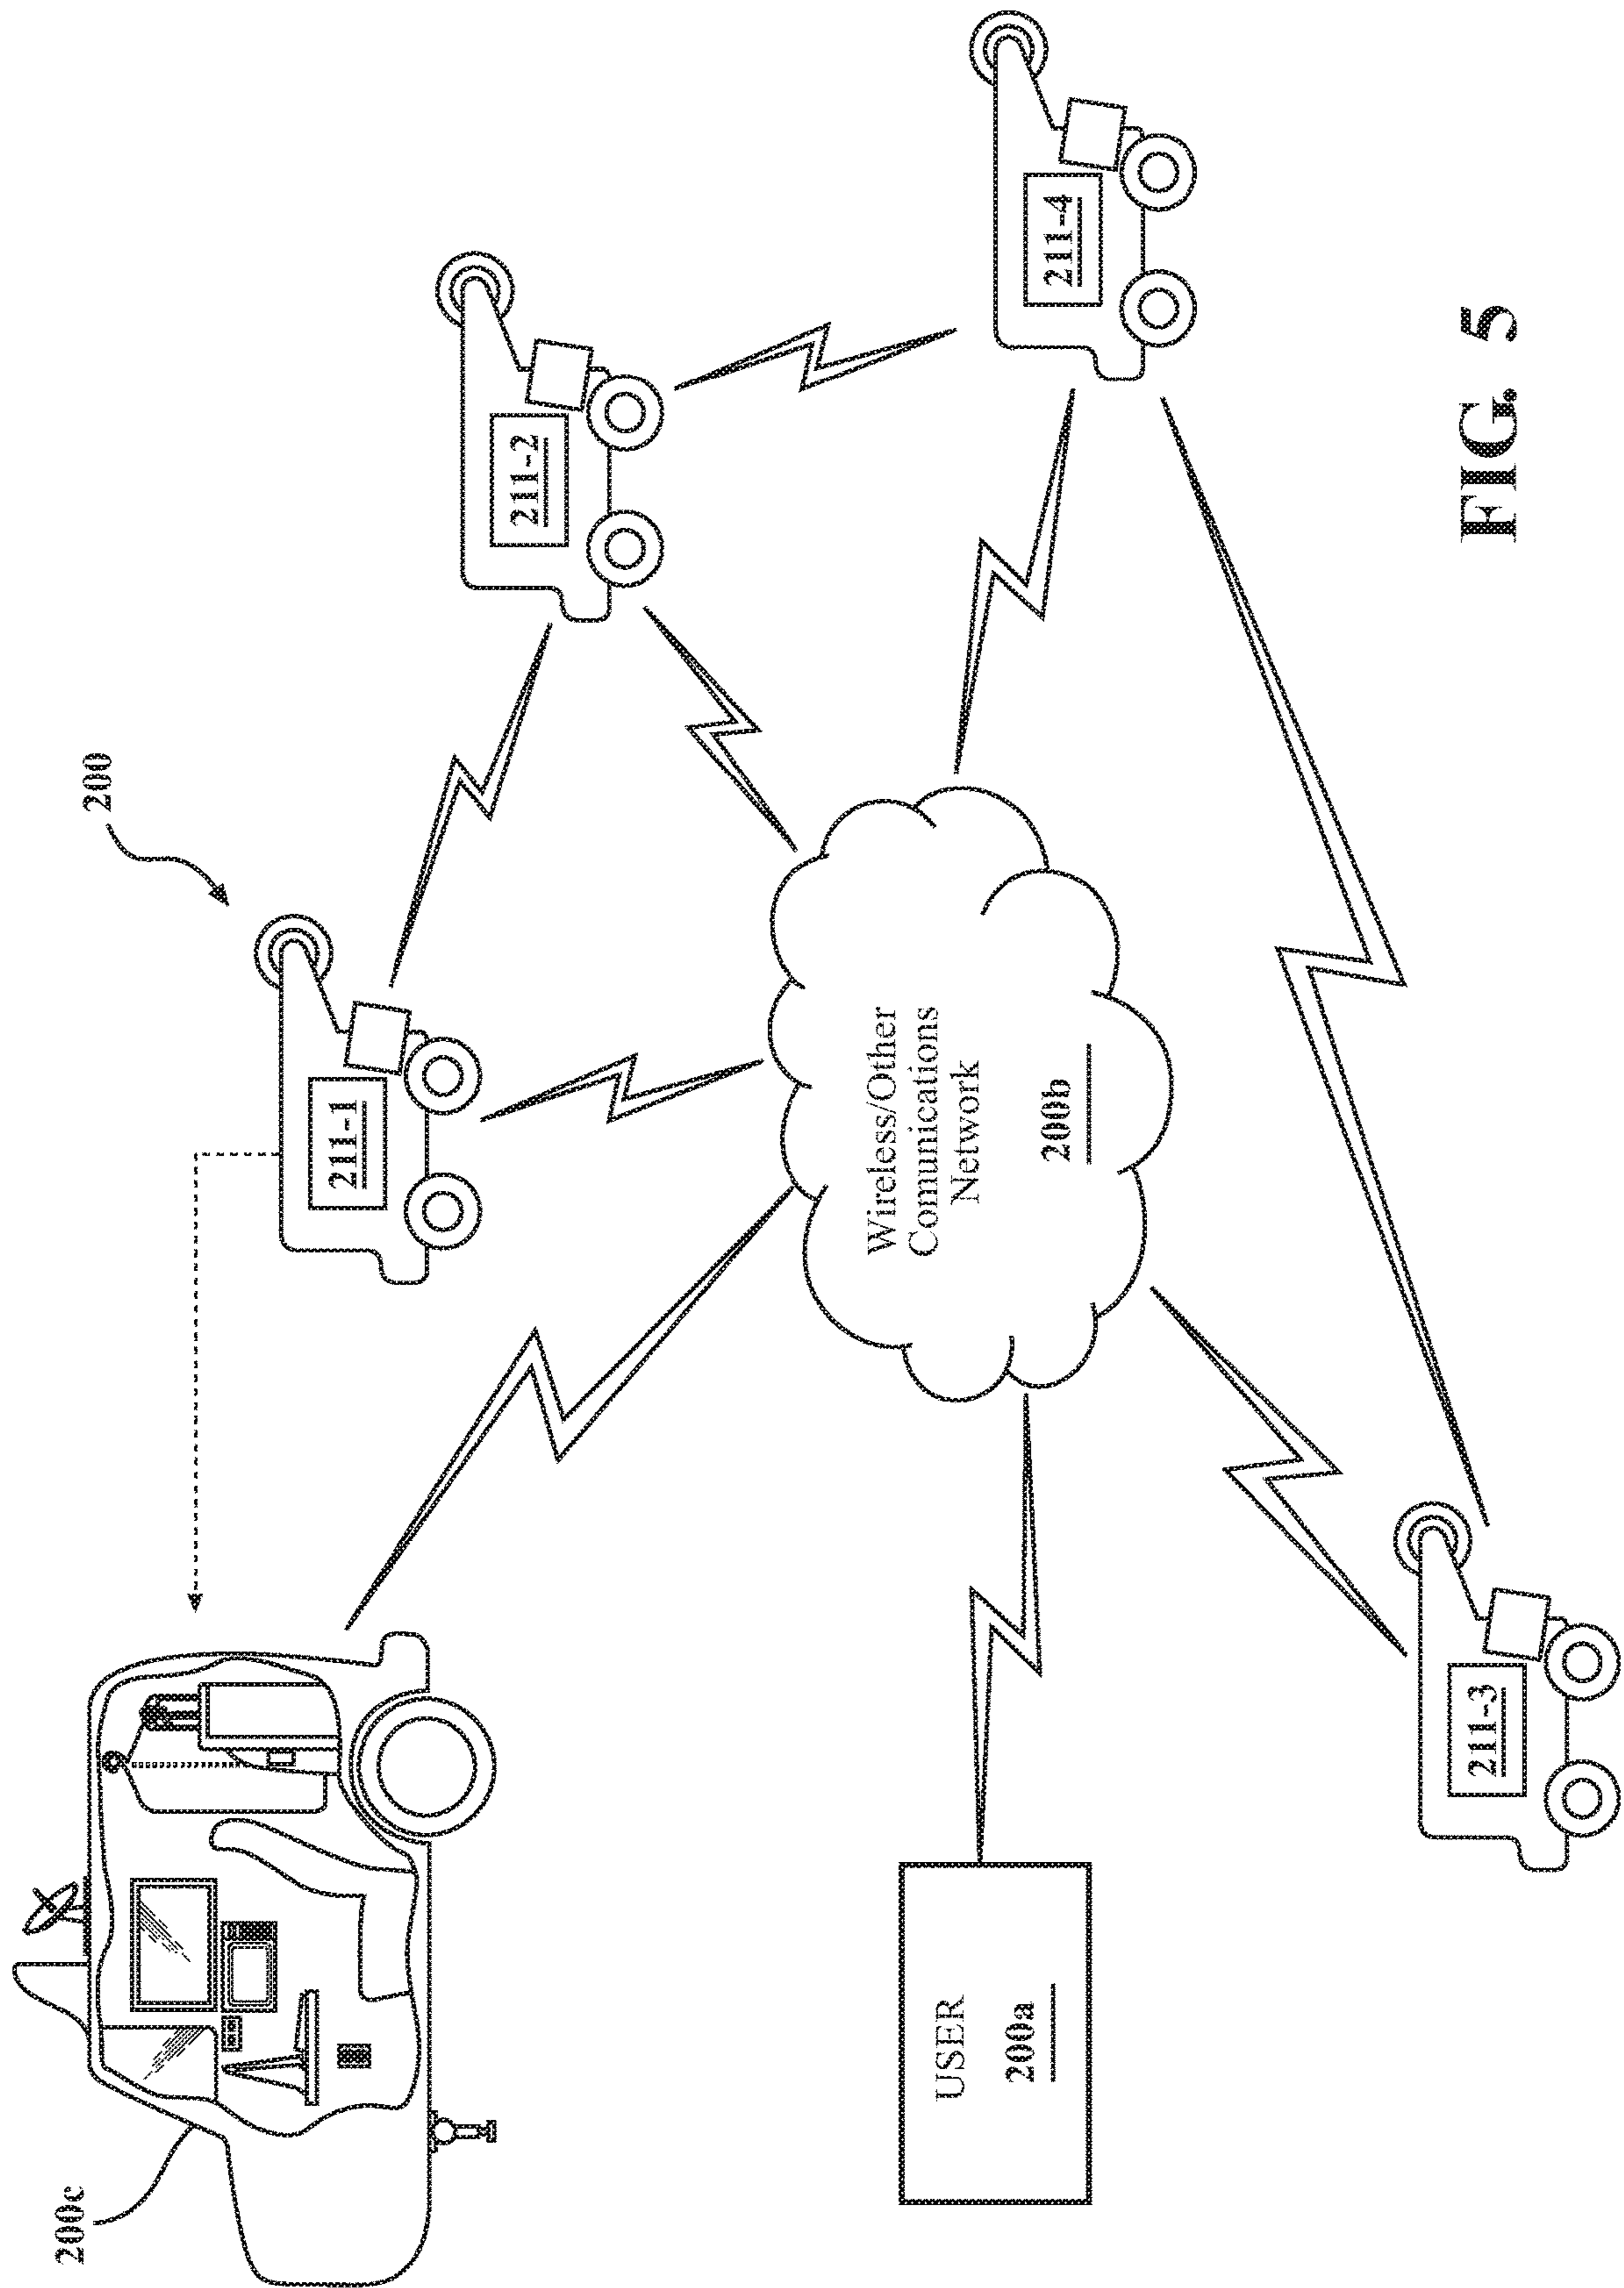 200c
200
211-1
211-2
Wireless/Other
Comunications
Network
200b
USER
200a
211-3
211-4
FIG. 5